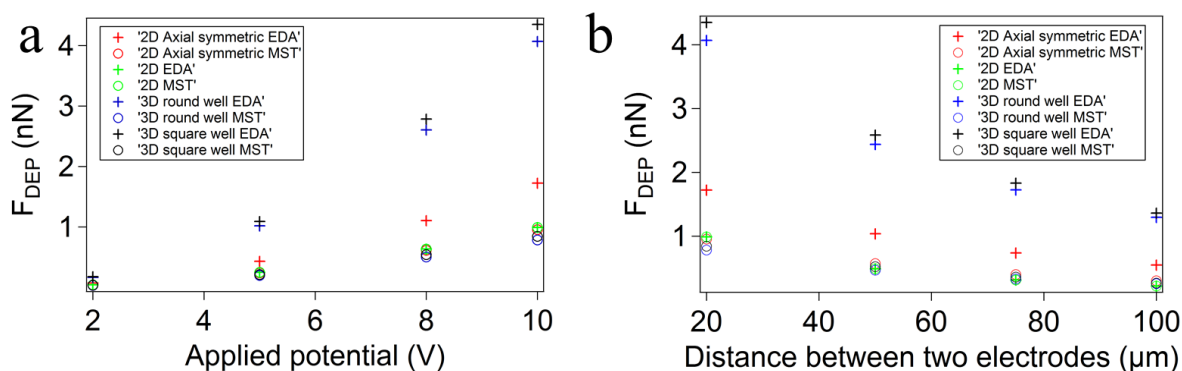 a
'2D Axial symmetric EDA'
'2D Axial symmetric MST'
'2D EDA'
'2D MST'
'3D round well EDA'
'3D round well MST'
'3D square well EDA'
'3D square well MST'
4
3
2
1
F_DEP (nN)
2 4 6 8 10
Applied potential (V)
b
'2D Axial symmetric EDA'
'2D Axial symmetric MST'
'2D EDA'
'2D MST'
'3D round well EDA'
'3D round well MST'
'3D square well EDA'
'3D square well MST'
4
3
2
1
F_DEP (nN)
20 40 60 80 100
Distance between two electrodes (μm)